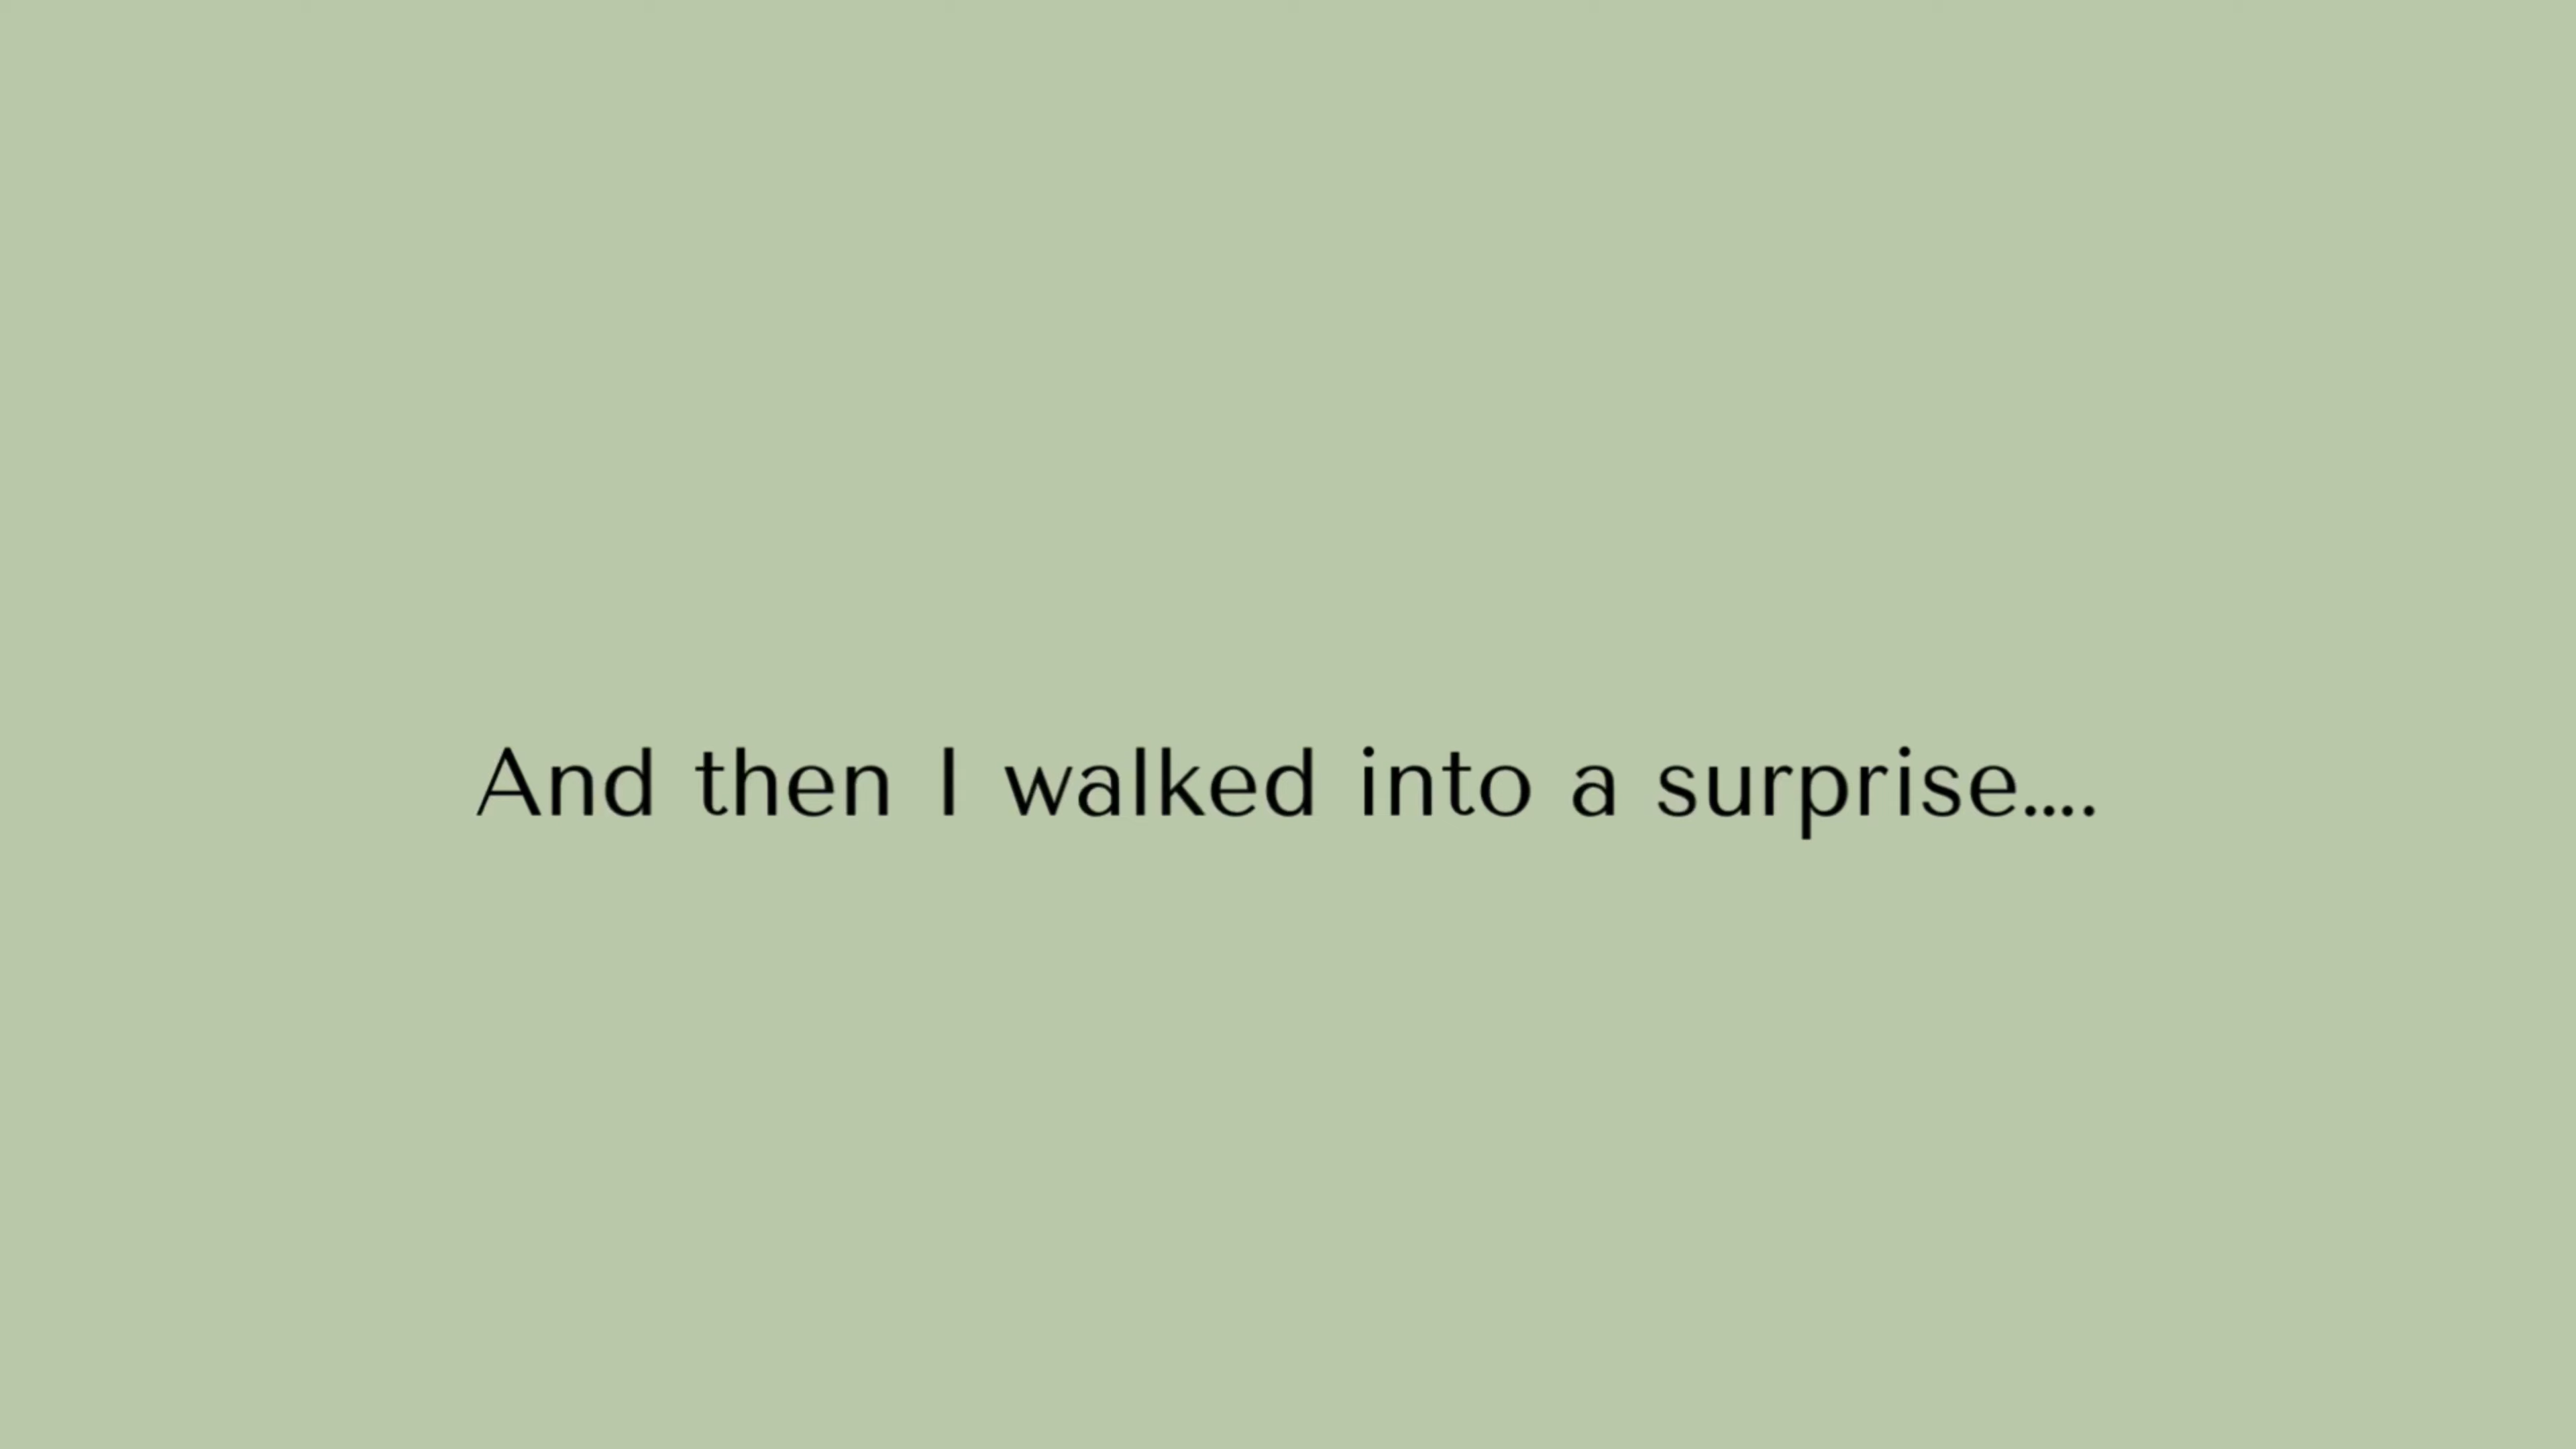 And then I walked into a surprise....